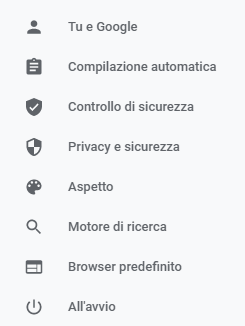 Tu e Google
Compilazione automatica
Controllo di sicurezza
Privacy e sicurezza
Aspetto
Motore di ricerca
Browser predefinito
All'avvio